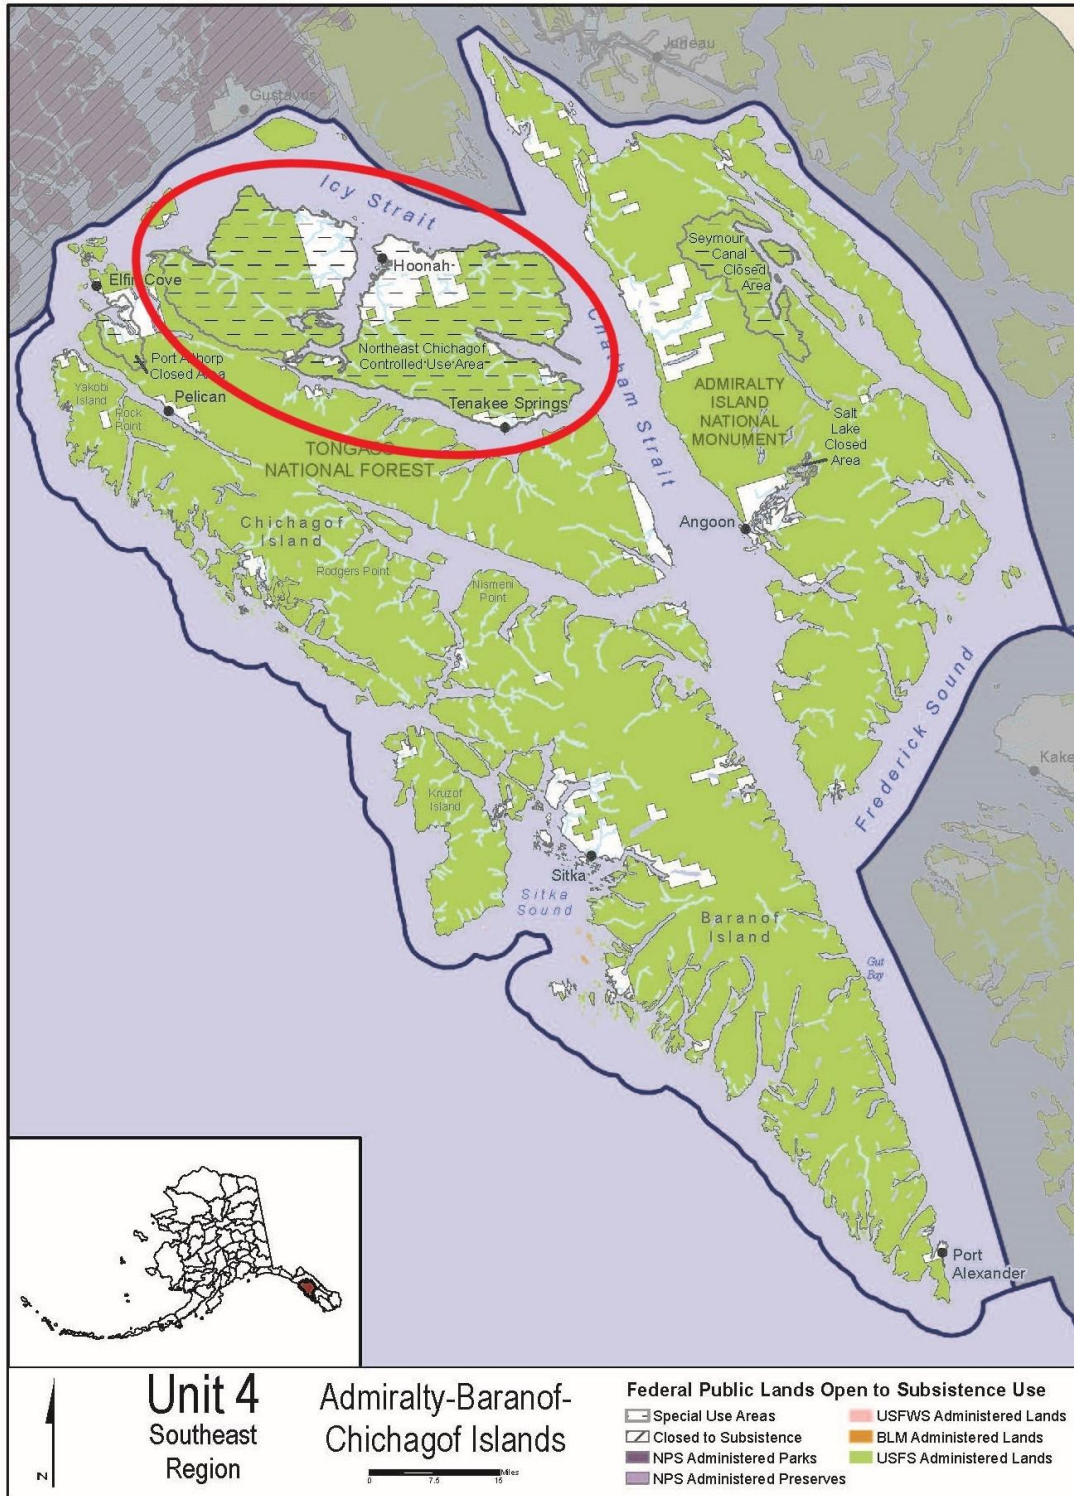 Juneau
Gustavus
Icy Strait
Hoonah
Elfin Cove
Seymour
Canal
Closed
Area
Chatham Strait
Northeast Chichagof
Controlled Use Area
Port Althorp
Closed Area
Yakobi
Island
Rock
Point
Pelican
Tenakee Springs
ADMIRALTY
ISLAND
NATIONAL
MONUMENT
Salt
Lake
Closed
Area
TONGASS
NATIONAL FOREST
Angoon
Chichagof
Island
Rodgers Point
Nismeni
Point
Frederick Sound
Kake
Kruzof
Island
Sitka
Sitka
Sound
Baranof
Island
Gut
Bay
Port
Alexander
N
Unit 4
Southeast
Region
Admiralty-Baranof-
Chichagof Islands
Miles
0 7.5 15
Federal Public Lands Open to Subsistence Use
Special Use Areas
Closed to Subsistence
NPS Administered Parks
NPS Administered Preserves
USFWS Administered Lands
BLM Administered Lands
USFS Administered Lands